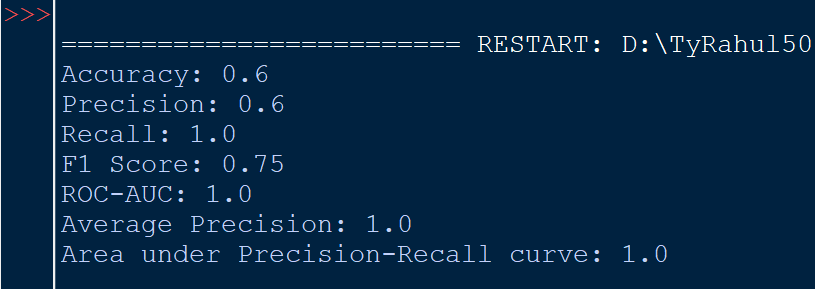 >>>
========================= RESTART: D:\TyRahul50
Accuracy: 0.6
Precision: 0.6
Recall: 1.0
F1 Score: 0.75
ROC-AUC: 1.0
Average Precision: 1.0
Area under Precision-Recall curve: 1.0